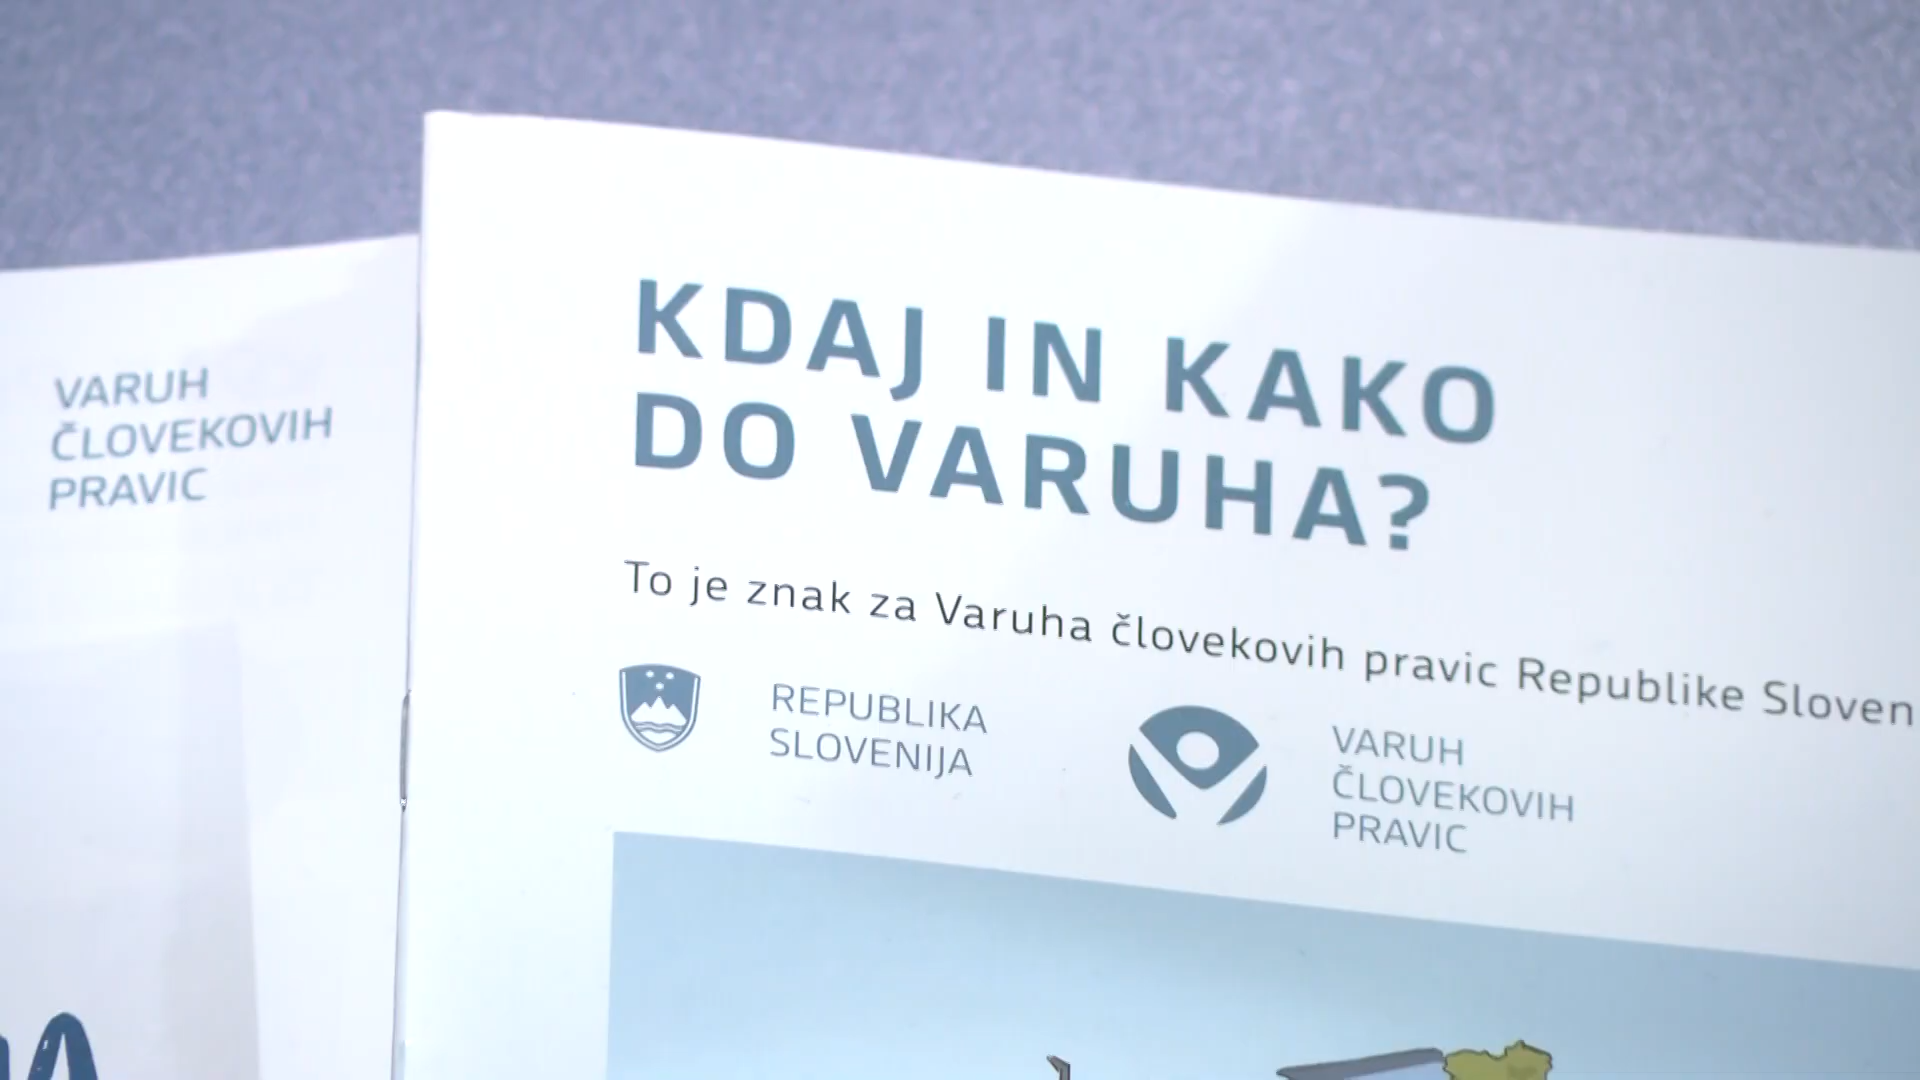 VARUH
ČLOVEKOVIH
PRAVIC
KDAJ IN KAKO
DO VARUHA?
To je znak za Varuha človekovih pravic Republike Sloven
REPUBLIKA
SLOVENIJA
VARUH
ČLOVEKOVIH
PRAVIC